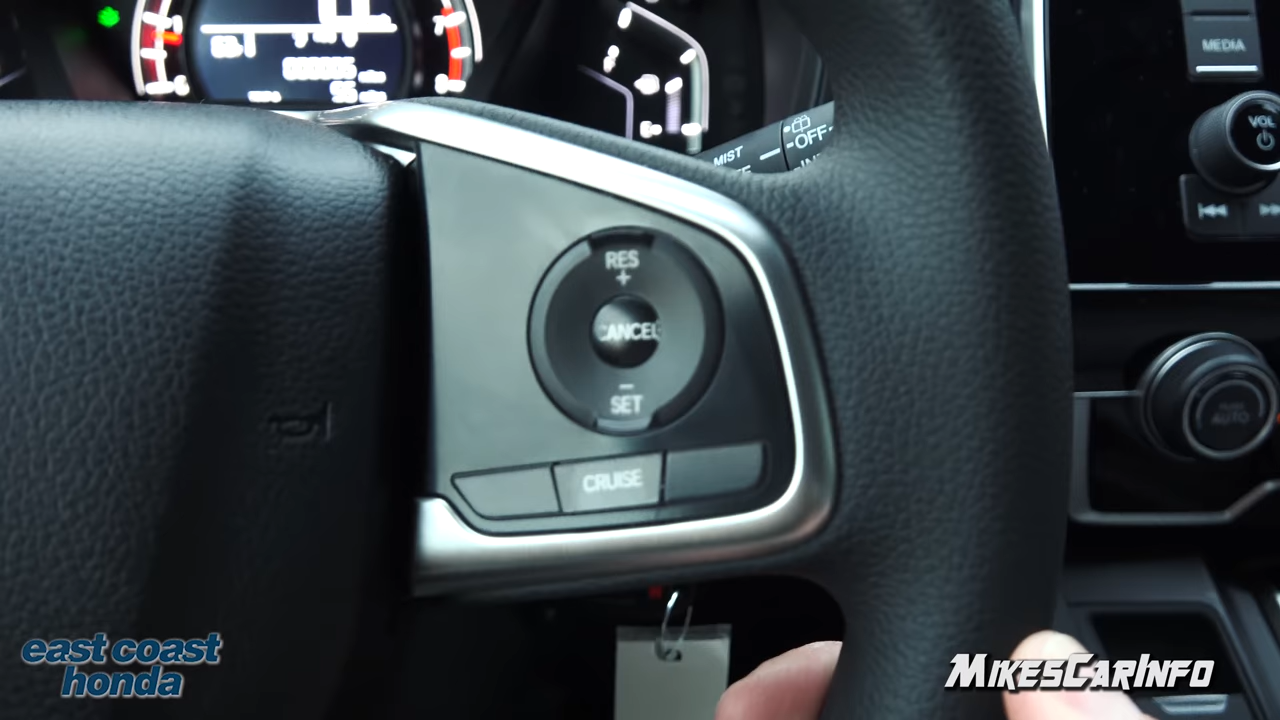 MEDIA
VOL
MIST
OFF
RES
+
CANCEL
−
SET
CRUISE
AUTO
east coast
honda
MIKESCARINFO